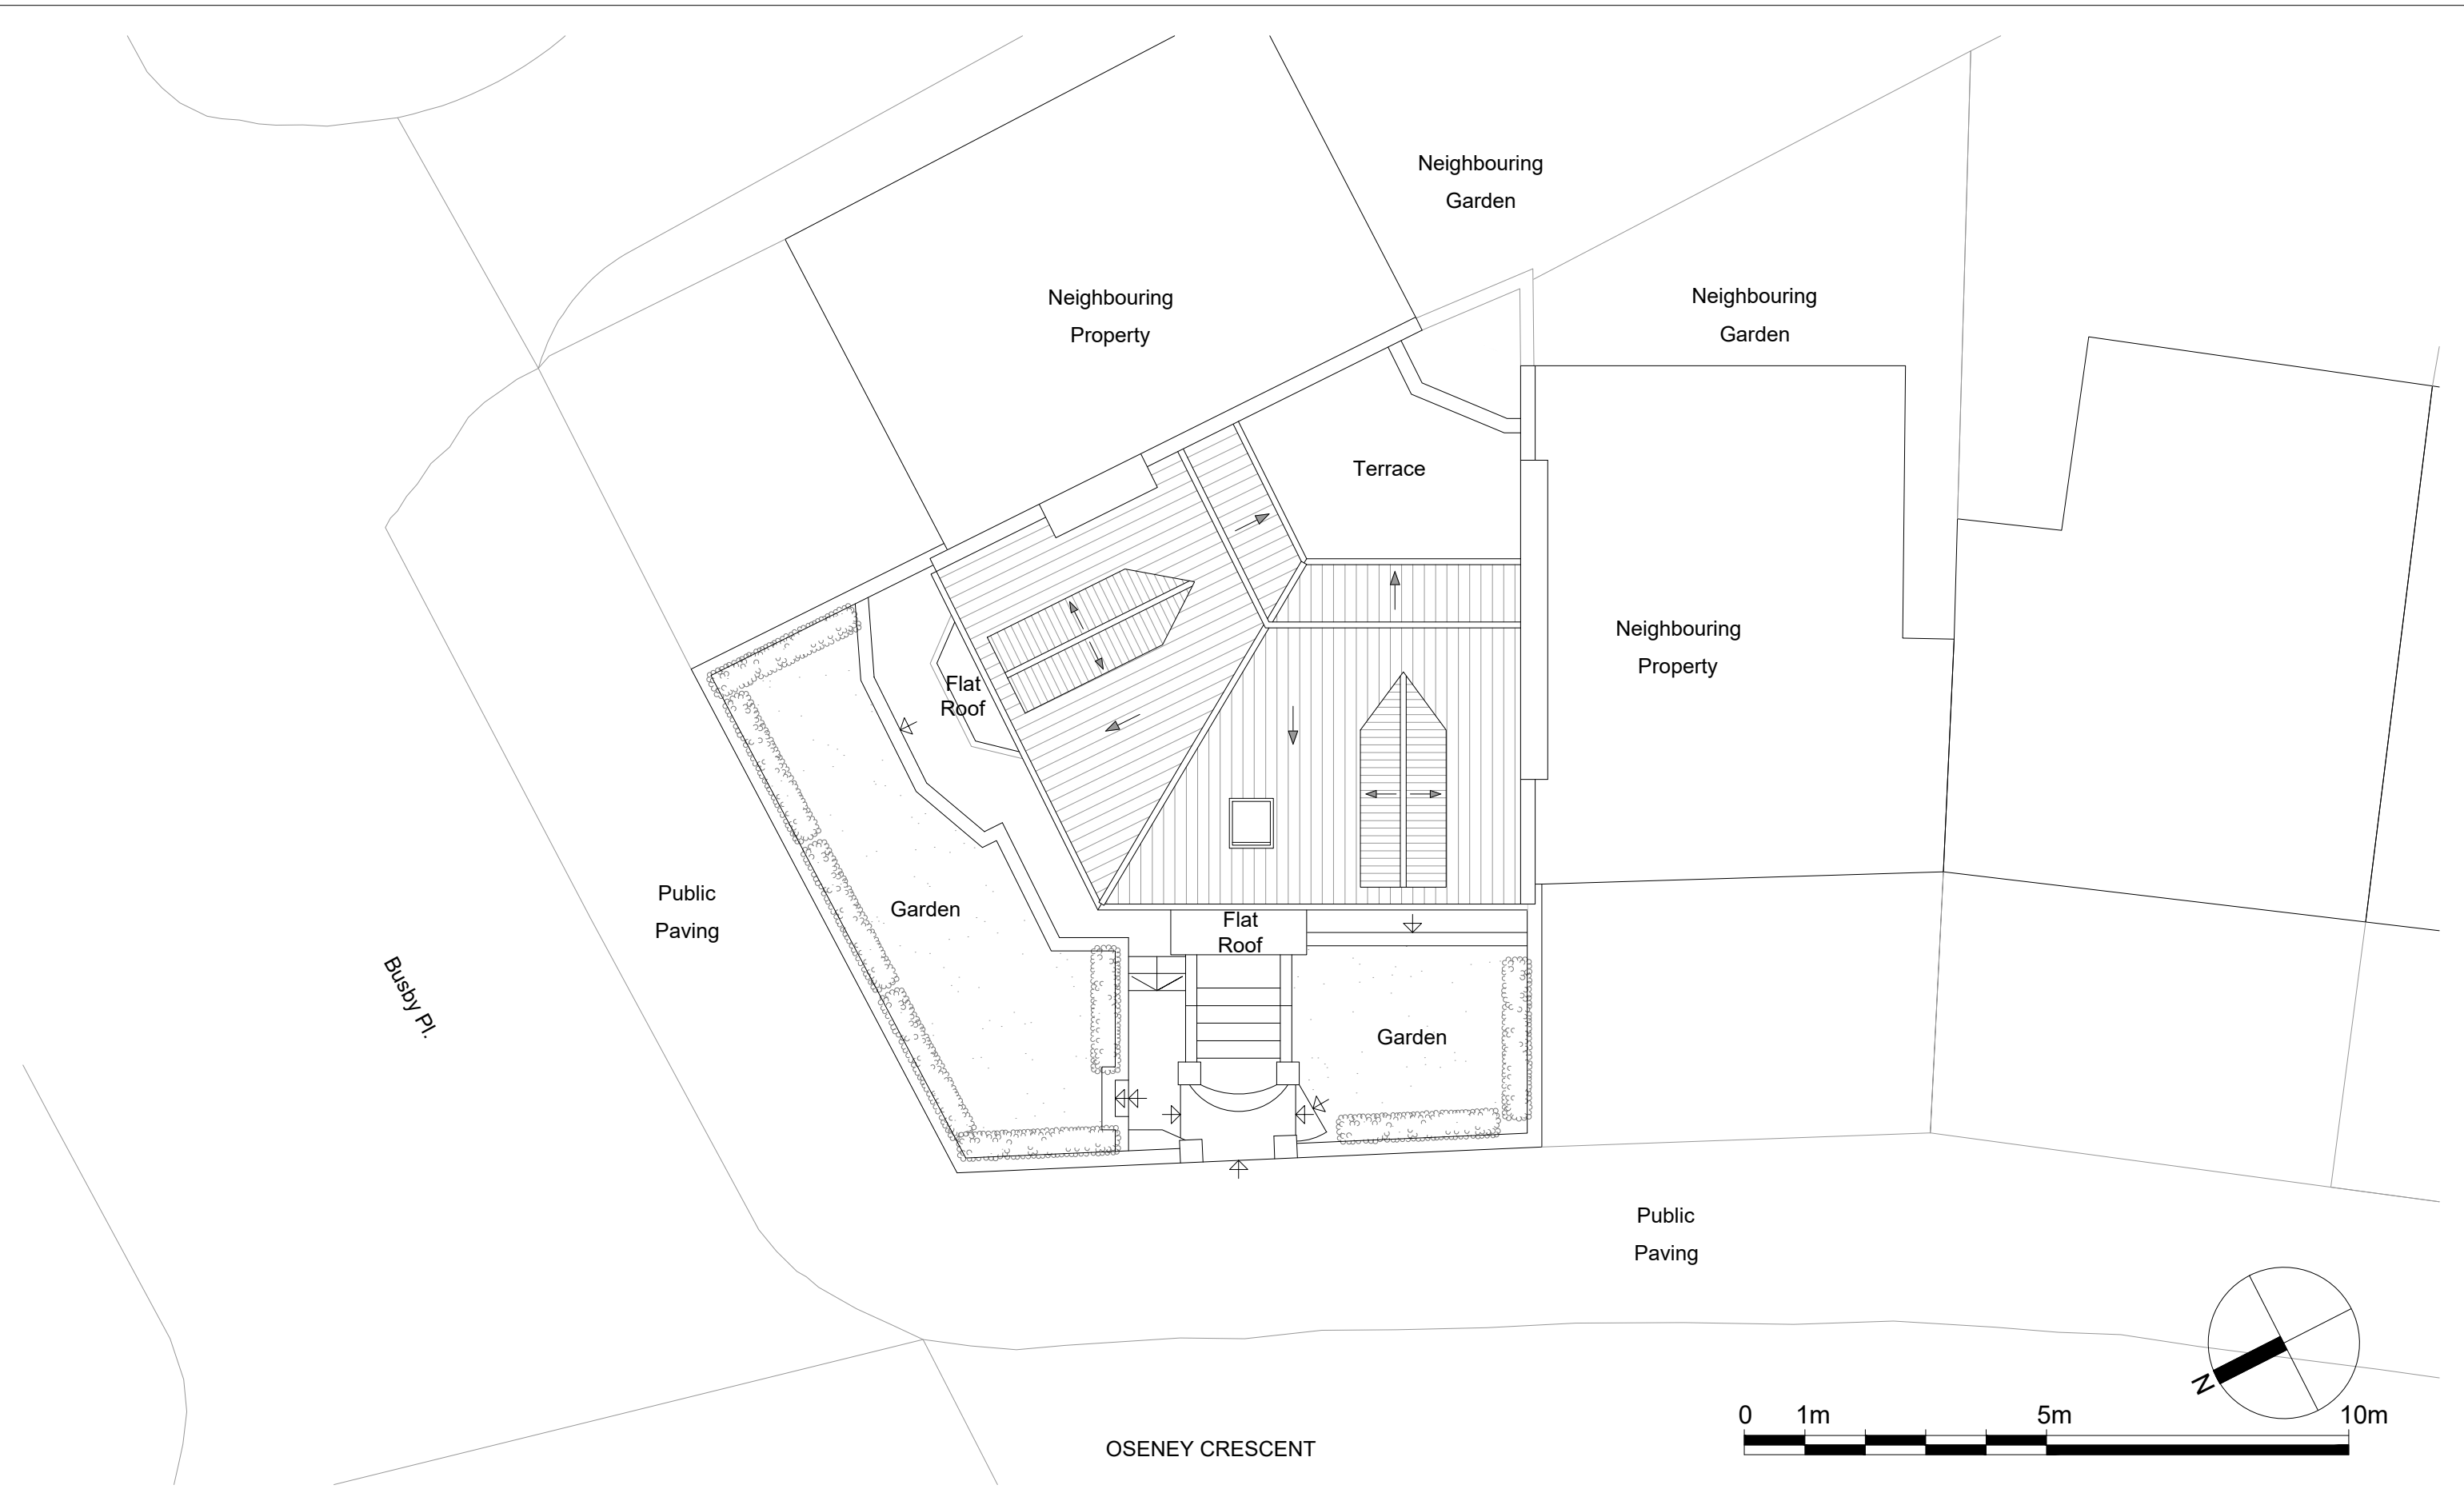 Neighbouring
Garden
Neighbouring
Property
Neighbouring
Garden
Terrace
Neighbouring
Property
Flat
Roof
Public
Paving
Garden
Flat
Roof
Busby Pl.
Garden
Public
Paving
N
0 1m 5m 10m
OSENEY CRESCENT